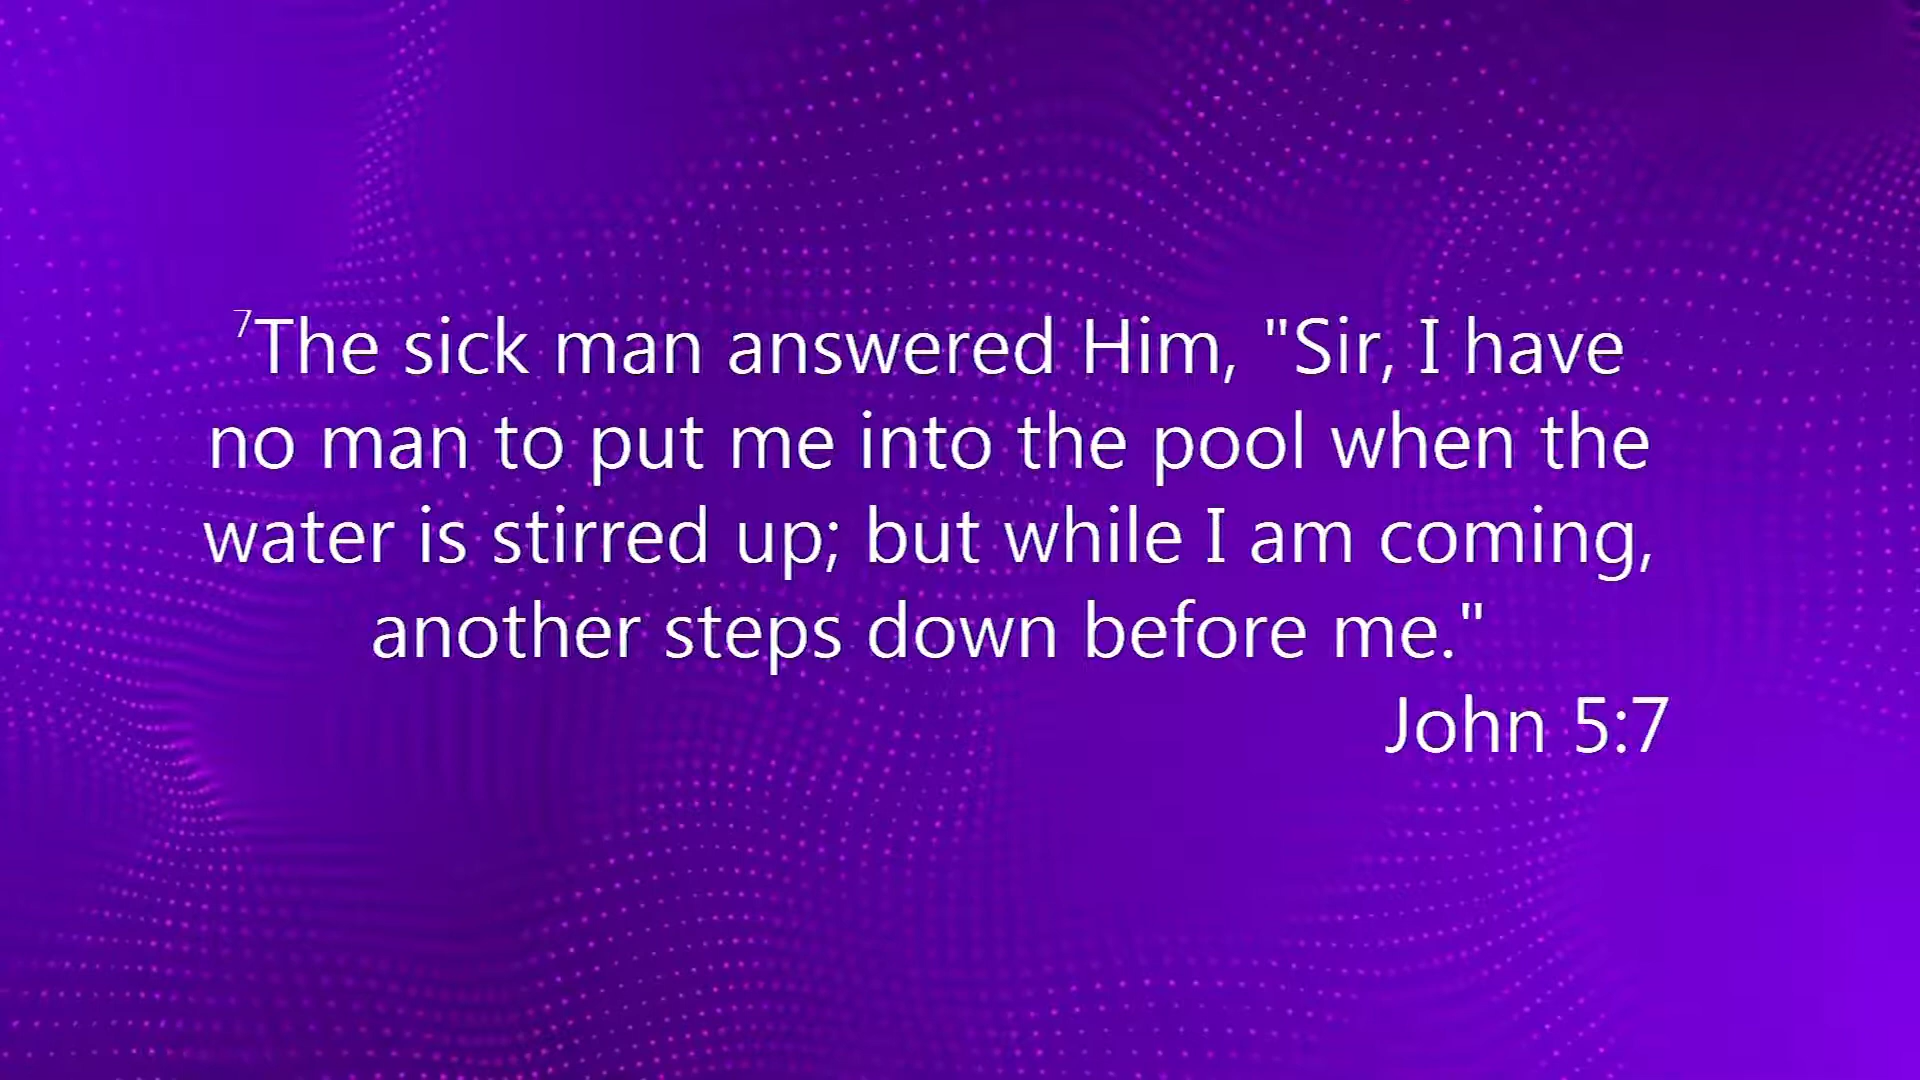 7The sick man answered Him, "Sir, I have
no man to put me into the pool when the
water is stirred up; but while I am coming,
another steps down before me."
John 5:7